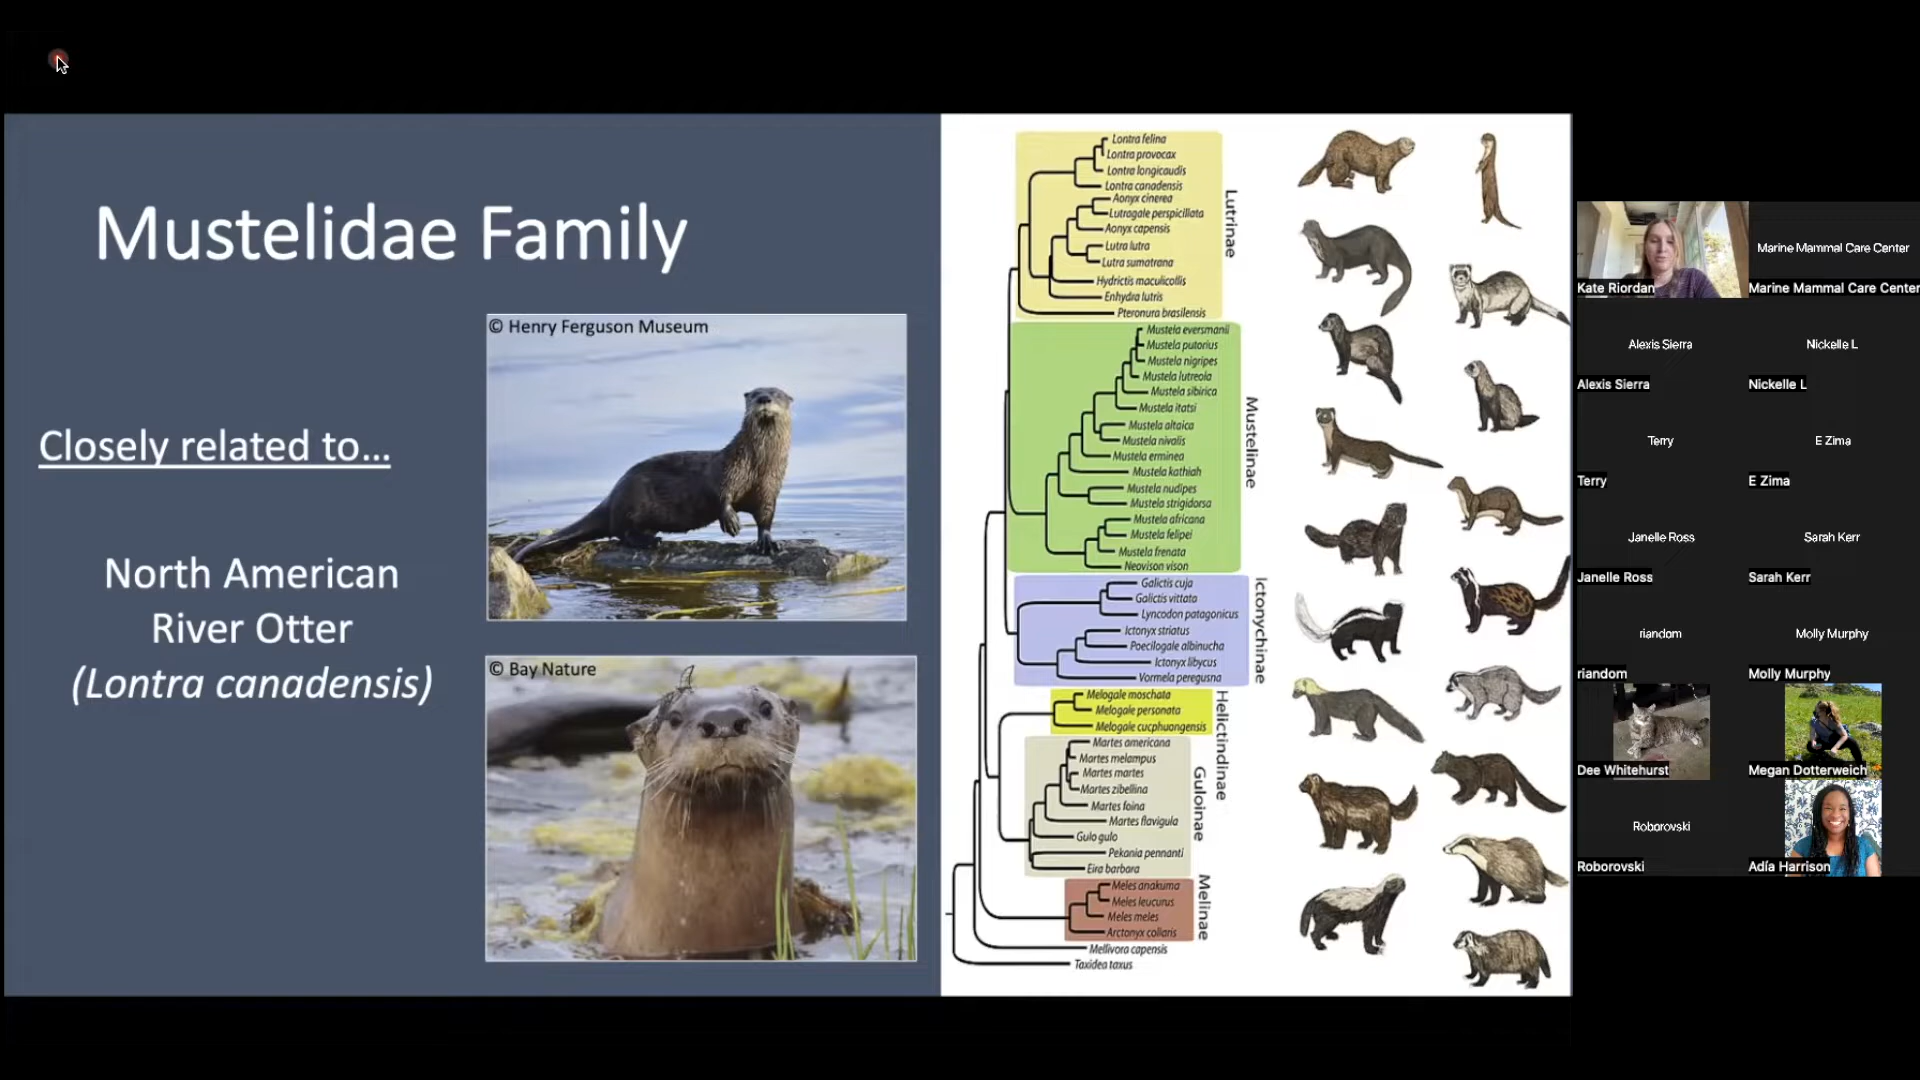 Mustelidae Family
Closely related to...
North American
River Otter
(Lontra canadensis)
© Henry Ferguson Museum
© Bay Nature
Lontra felina
Lontra provocax
Lontra longicaudis
Lontra canadensis
Aonyx cinerea
Lutragale perspicillata
Aonyx capensis
Lutra lutra
Lutra sumatrana
Hydrictis maculicollis
Enhydra lutris
Pteronura brasilensis
Lutrinae
Mustela eversmanii
Mustela putorius
Mustela nigripes
Mustela lutreola
Mustela sibirica
Mustela itatsi
Mustela altaica
Mustela nivalis
Mustela erminea
Mustela kathiah
Mustela nudipes
Mustela strigidorsa
Mustela africana
Mustela felipei
Mustela frenata
Neovison vison
Mustelinae
Galictis cuja
Galictis vittata
Lyncodon patagonicus
Ictonyx striatus
Poecilogale albinucha
Ictonyx libycus
Vormela peregusna
Ictonychinae
Melogale moschata
Melogale personata
Melogale cucphuongensis
Helictindinae
Martes americana
Martes melampus
Martes martes
Martes zibellina
Martes foina
Martes flavigula
Gulo gulo
Pekania pennanti
Eira barbara
Guloinae
Meles anakuma
Meles leucurus
Meles meles
Arctonyx collaris
Melinae
Mellivora capensis
Taxidea taxus
Kate Riordan
Marine Mammal Care Center
Marine Mammal Care Center
Alexis Sierra
Alexis Sierra
Nickelle L
Nickelle L
Terry
Terry
E Zima
E Zima
Janelle Ross
Janelle Ross
Sarah Kerr
Sarah Kerr
riandom
riandom
Molly Murphy
Molly Murphy
Dee Whitehurst
Megan Dotterweich
Roborovski
Roborovski
Adía Harrison